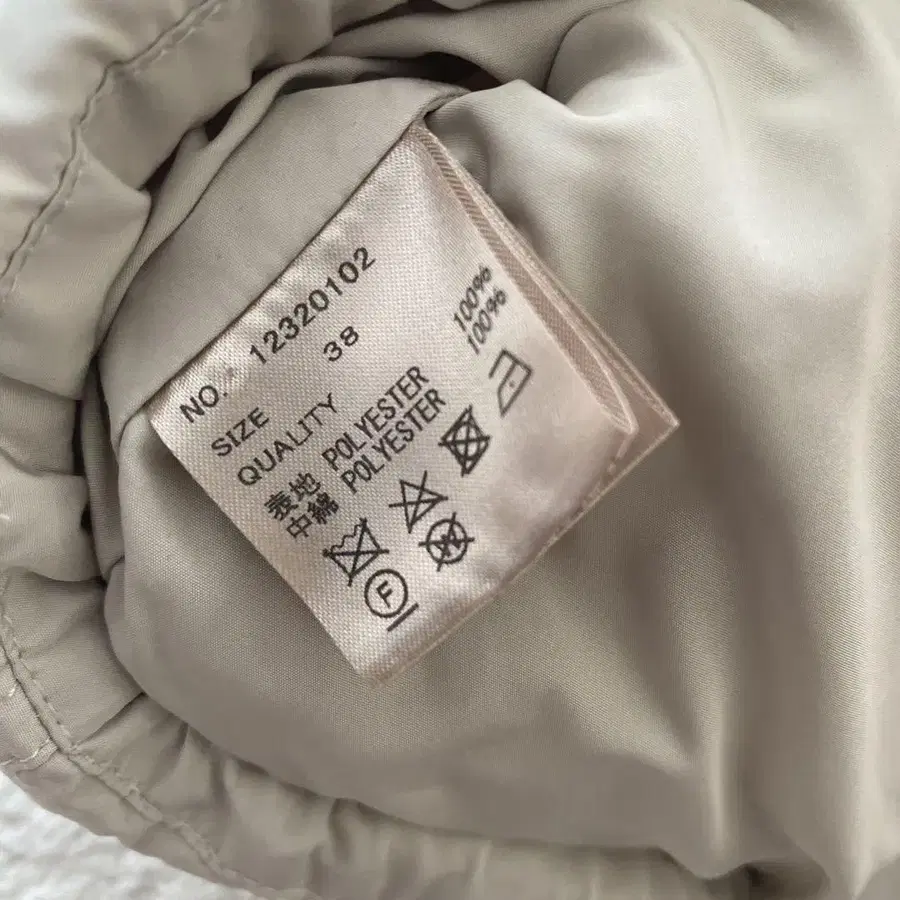 NO. 12320102
SIZE 38
QUALITY
表地 POLYESTER 100%
中綿 POLYESTER 100%
F